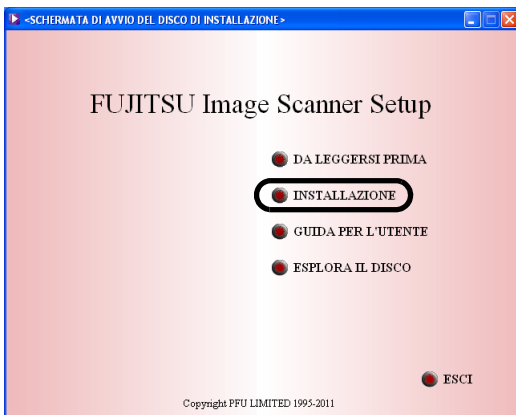 <SCHERMATA DI AVVIO DEL DISCO DI INSTALLAZIONE>
FUJITSU Image Scanner Setup
DA LEGGERSI PRIMA
INSTALLAZIONE
GUIDA PER L'UTENTE
ESPLORA IL DISCO
ESCI
Copyright PFU LIMITED 1995-2011